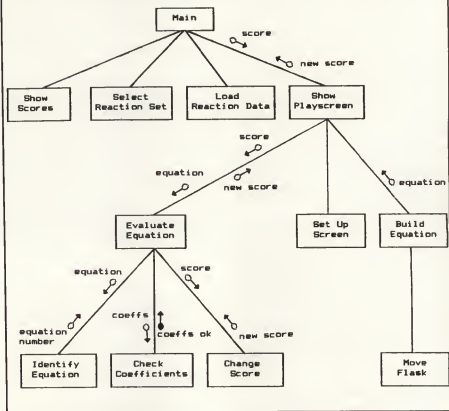 Main
score
new score
Show
Scores
Select
Reaction Set
Load
Reaction Data
Show
Playscreen
score
equation
new score
equation
Evaluate
Equation
Set Up
Screen
Build
Equation
equation
score
coeffs
equation
number
coeffs ok
new score
Identify
Equation
Check
Coefficients
Change
Score
Move
Flask